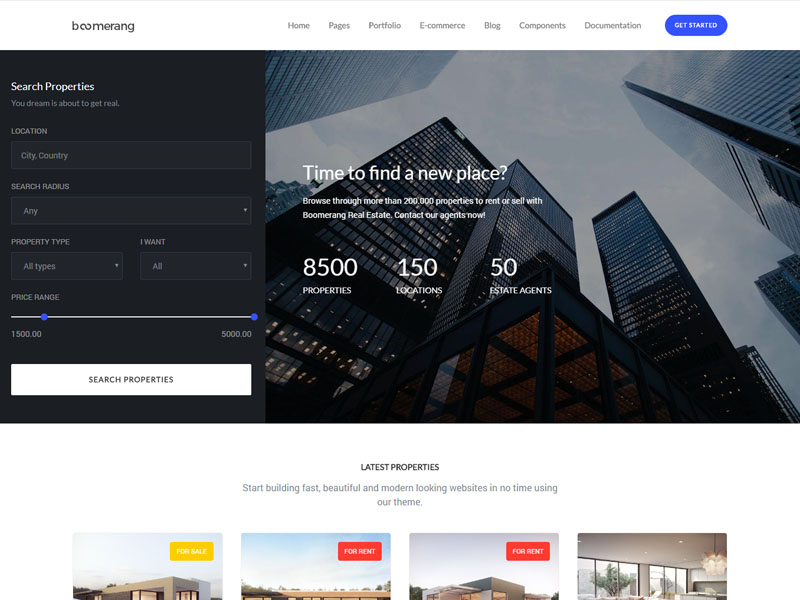 boomerang
Home Pages Portfolio E-commerce Blog Components Documentation GET STARTED
Search Properties
You dream is about to get real.
LOCATION
City, Country
SEARCH RADIUS
Any
PROPERTY TYPE I WANT
All types All
PRICE RANGE
1500.00 5000.00
SEARCH PROPERTIES
Time to find a new place?
Browse through more than 200.000 properties to rent or sell with
Boomerang Real Estate. Contact our agents now!
8500 150 50
PROPERTIES LOCATIONS ESTATE AGENTS
LATEST PROPERTIES
Start building fast, beautiful and modern looking websites in no time using
our theme.
FOR SALE FOR RENT FOR RENT